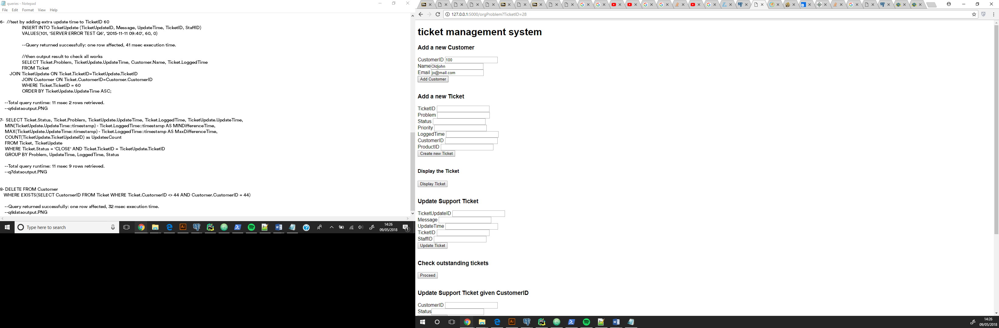 queries - Notepad
File Edit Format View Help
6- //test by adding extra update time to TicketID 60
INSERT INTO TicketUpdate (TicketUpdateID, Message, UpdateTime, TicketID, StaffID)
VALUES(101, 'SERVER ERROR TEST Q6', '2015-11-11 09:40', 60, 0)
--Query returned successfully: one row affected, 41 msec execution time.
//then output result to check all works
SELECT Ticket.Problem, TicketUpdate.UpdateTime, Customer.Name, Ticket.LoggedTime
FROM Ticket
JOIN TicketUpdate ON Ticket.TicketID=TicketUpdate.TicketID
JOIN Customer ON Ticket.CustomerID=Customer.CustomerID
WHERE Ticket.TicketID = 60
ORDER BY TicketUpdate.UpdateTime ASC;
--Total query runtime: 11 msec 2 rows retrieved.
--q6dataoutput.PNG
7- SELECT Ticket.Status, Ticket.Problem, TicketUpdate.UpdateTime, Ticket.LoggedTime, TicketUpdate.UpdateTime,
MIN(TicketUpdate.UpdateTime::timestamp) - Ticket.LoggedTime::timestamp AS MINDifferenceTime,
MAX(TicketUpdate.UpdateTime::timestamp) - Ticket.LoggedTime::timestamp AS MaxDifferenceTime,
COUNT(TicketUpdate.TicketUpdateID) as UpdatesCount
FROM Ticket, TicketUpdate
WHERE Ticket.Status = 'CLOSE' AND Ticket.TicketID = TicketUpdate.TicketID
GROUP BY Problem, UpdateTime, LoggedTime, Status
--Total query runtime: 11 msec 9 rows retrieved.
--q7dataoutput.PNG
8- DELETE FROM Customer
WHERE EXISTS(SELECT CustomerID FROM Ticket WHERE Ticket.CustomerID <> 44 AND Customer.CustomerID = 44)
--Query returned successfully: one row affected, 32 msec execution time.
--q8dataoutput.PNG
Type here to search
14:26
09/05/2018
127.0.0.1:5000/orgProblem?TicketID=28
ticket management system
Add a new Customer
CustomerID 100
Name Oldjohn
Email jo@mail.com
Add Customer
Add a new Ticket
TicketID
Problem
Status
Priority
LoggedTime
CustomerID
ProductID
Create new Ticket
Display the Ticket
Display Ticket
Update Support Ticket
TicketUpdateID
Message
UpdateTime
TicketID
StaffID
Update Ticket
Check outstanding tickets
Proceed
Update Support Ticket given CustomerID
CustomerID
Status
14:26
09/05/2018